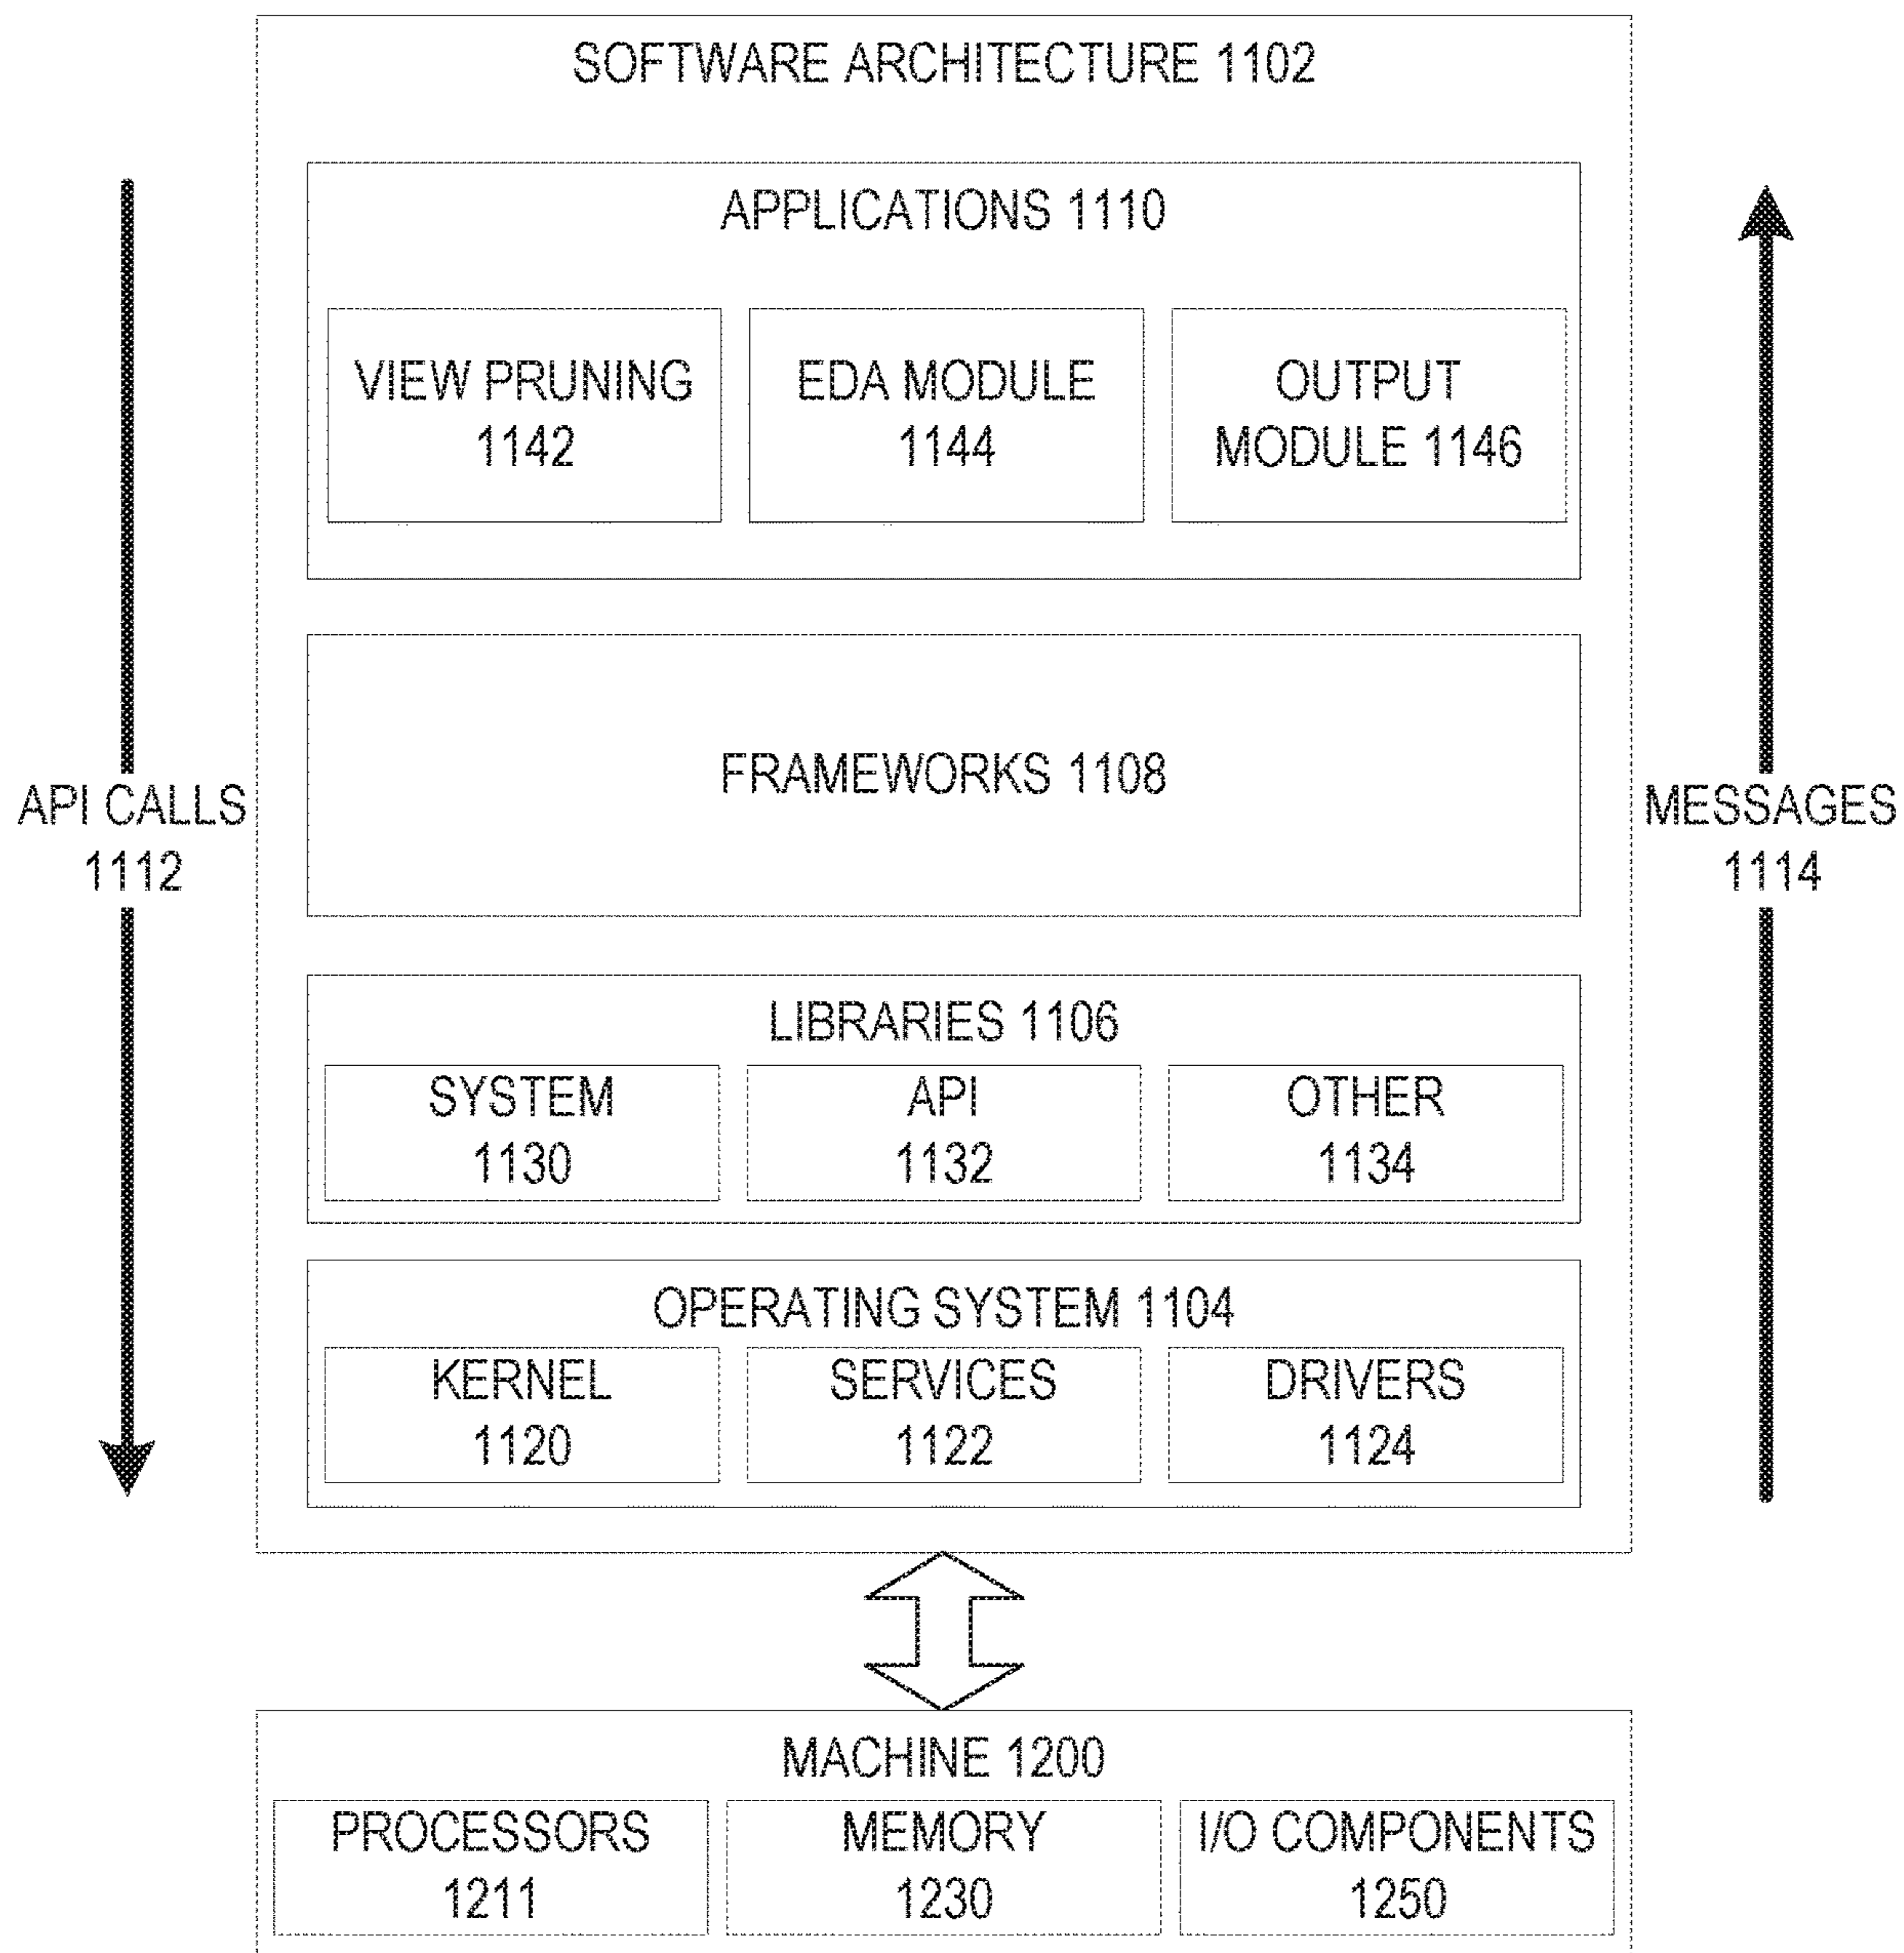 SOFTWARE ARCHITECTURE 1102
APPLICATIONS 1110
VIEW PRUNING
1142
EDA MODULE
1144
OUTPUT
MODULE 1146
FRAMEWORKS 1108
API CALLS
1112
MESSAGES
1114
LIBRARIES 1106
SYSTEM
1130
API
1132
OTHER
1134
OPERATING SYSTEM 1104
KERNEL
1120
SERVICES
1122
DRIVERS
1124
MACHINE 1200
PROCESSORS
1211
MEMORY
1230
I/O COMPONENTS
1250